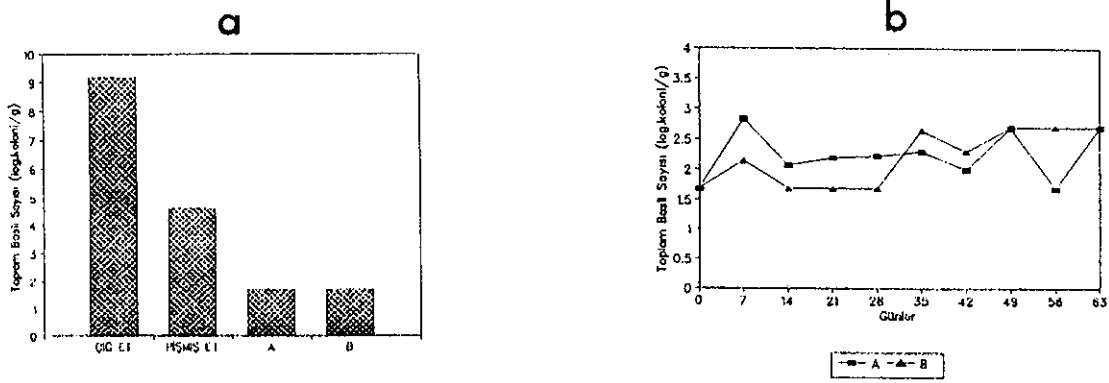 a
Toplam Basil Sayısı (log.koloni/g)
10
9
8
7
6
5
4
3
2
1
0
ÇİĞ ET PİŞMİŞ ET A B
b
Toplam Basil Sayısı (log.koloni/g)
4
3.5
3
2.5
2
1.5
1
0.5
0
0 7 14 21 28 35 42 49 56 63
Günler
A B